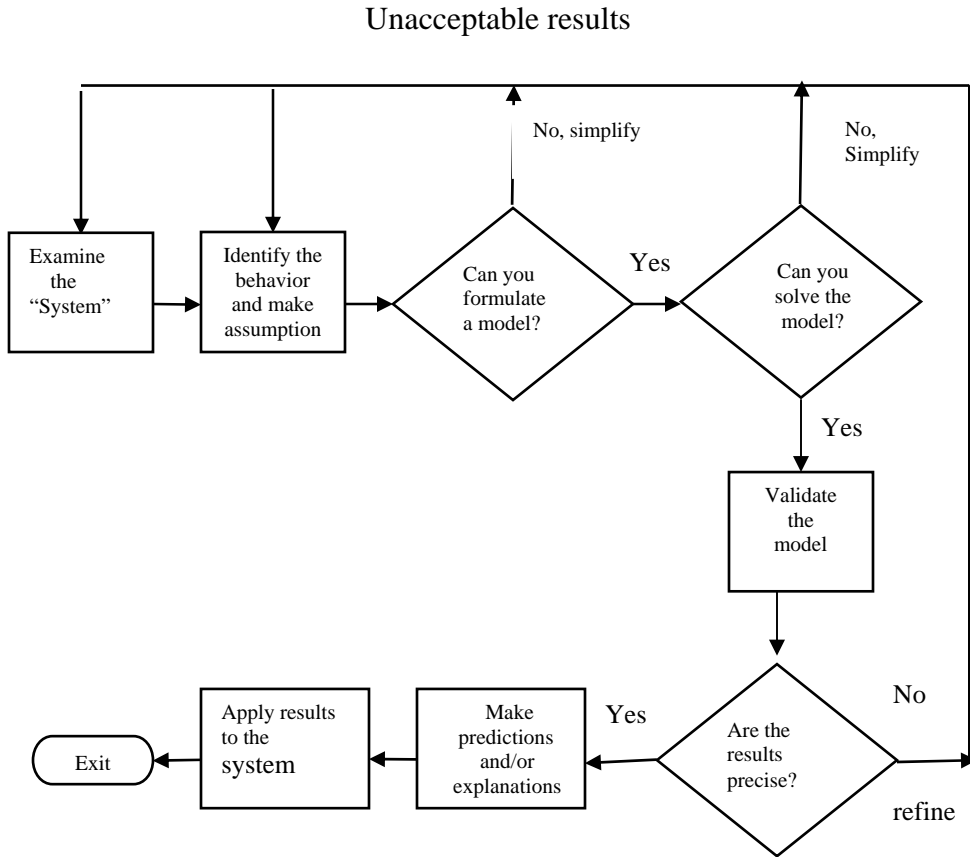 Unacceptable results
No, simplify
No,
Simplify
Examine
the
“System”
Identify the
behavior
and make
assumption
Can you
formulate
a model?
Yes
Can you
solve the
model?
Yes
Validate
the
model
Are the
results
precise?
No
refine
Yes
Make
predictions
and/or
explanations
Apply results
to the
system
Exit